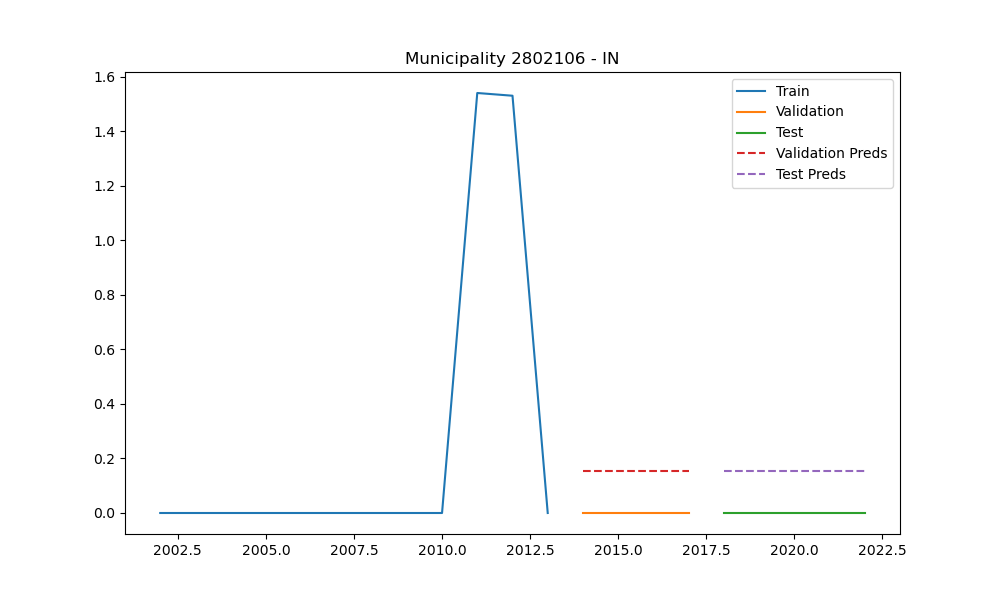 Municipality 2802106 - IN
1.6
1.4
1.2
1.0
0.8
0.6
0.4
0.2
0.0
2002.5 2005.0 2007.5 2010.0 2012.5 2015.0 2017.5 2020.0 2022.5
Train
Validation
Test
Validation Preds
Test Preds